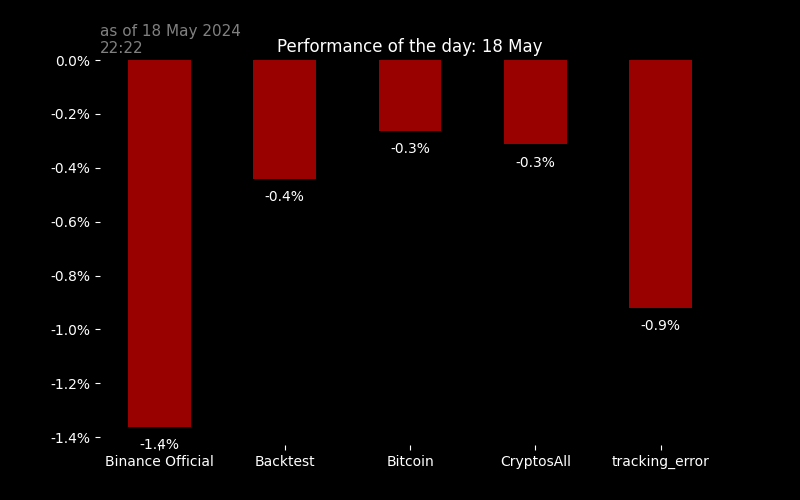 as of 18 May 2024
22:22
Performance of the day: 18 May
0.0%
-0.2%
-0.4%
-0.6%
-0.8%
-1.0%
-1.2%
-1.4%
-1.4%
-0.4%
-0.3%
-0.3%
-0.9%
Binance Official
Backtest
Bitcoin
CryptosAll
tracking_error